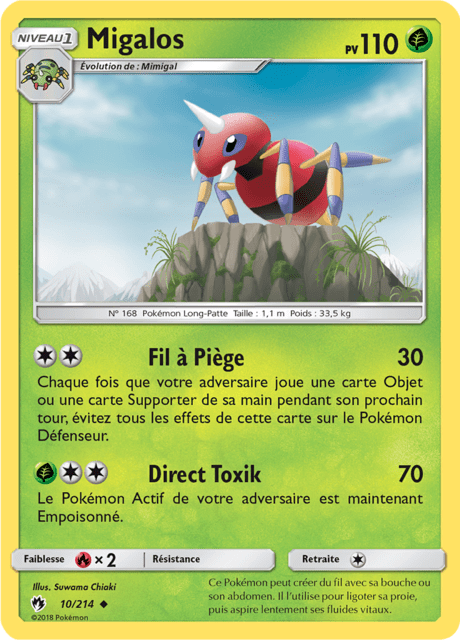 NIVEAU 1
Migalos
PV 110
Évolution de : Mimigal
N° 168 Pokémon Long-Patte Taille : 1,1 m Poids : 33,5 kg
Fil à Piège 30
Chaque fois que votre adversaire joue une carte Objet
ou une carte Supporter de sa main pendant son prochain
tour, évitez tous les effets de cette carte sur le Pokémon
Défenseur.
Direct Toxik 70
Le Pokémon Actif de votre adversaire est maintenant
Empoisonné.
Faiblesse × 2 Résistance Retraite
Illus. Suwama Chiaki
10/214
©2018 Pokémon
Ce Pokémon peut créer du fil avec sa bouche ou
son abdomen. Il l'utilise pour ligoter sa proie,
puis aspire lentement ses fluides vitaux.